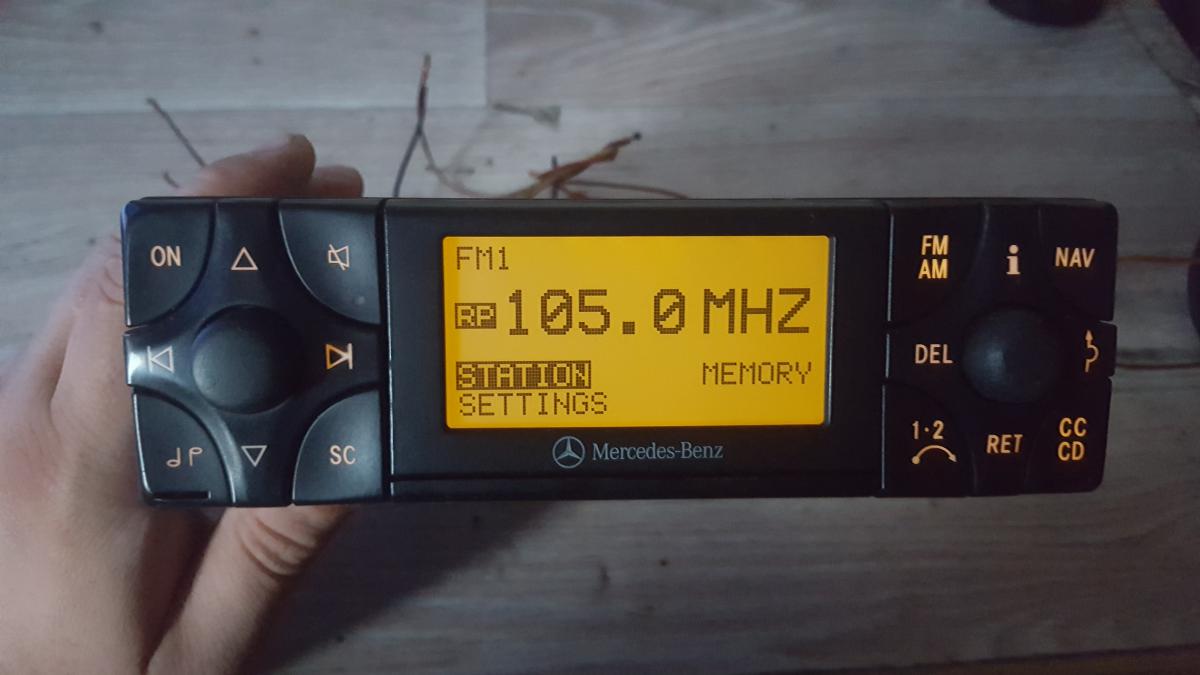 ON
FM1
RP 105.0 MHZ
STATION MEMORY
SETTINGS
Mercedes-Benz
SC
FM
AM
i
NAV
DEL
1·2
RET
CC
CD